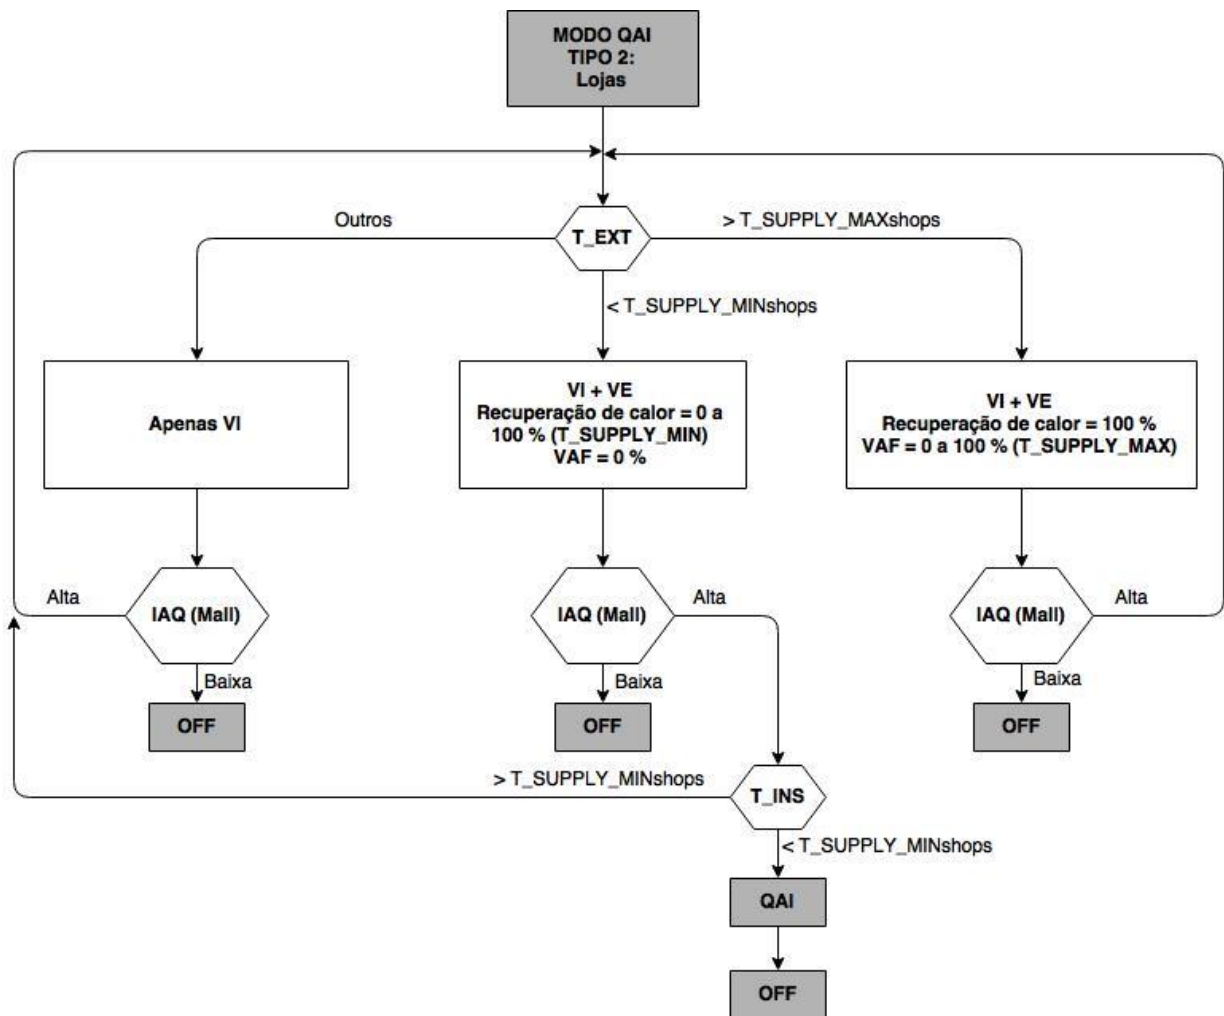 MODO QAI
TIPO 2:
Lojas
Outros
T_EXT
> T_SUPPLY_MAXshops
< T_SUPPLY_MINshops
Apenas VI
VI + VE
Recuperação de calor = 0 a
100 % (T_SUPPLY_MIN)
VAF = 0 %
VI + VE
Recuperação de calor = 100 %
VAF = 0 a 100 % (T_SUPPLY_MAX)
Alta
IAQ (Mall)
IAQ (Mall)
Alta
IAQ (Mall)
Alta
Baixa
Baixa
Baixa
OFF
OFF
OFF
> T_SUPPLY_MINshops
T_INS
< T_SUPPLY_MINshops
QAI
OFF